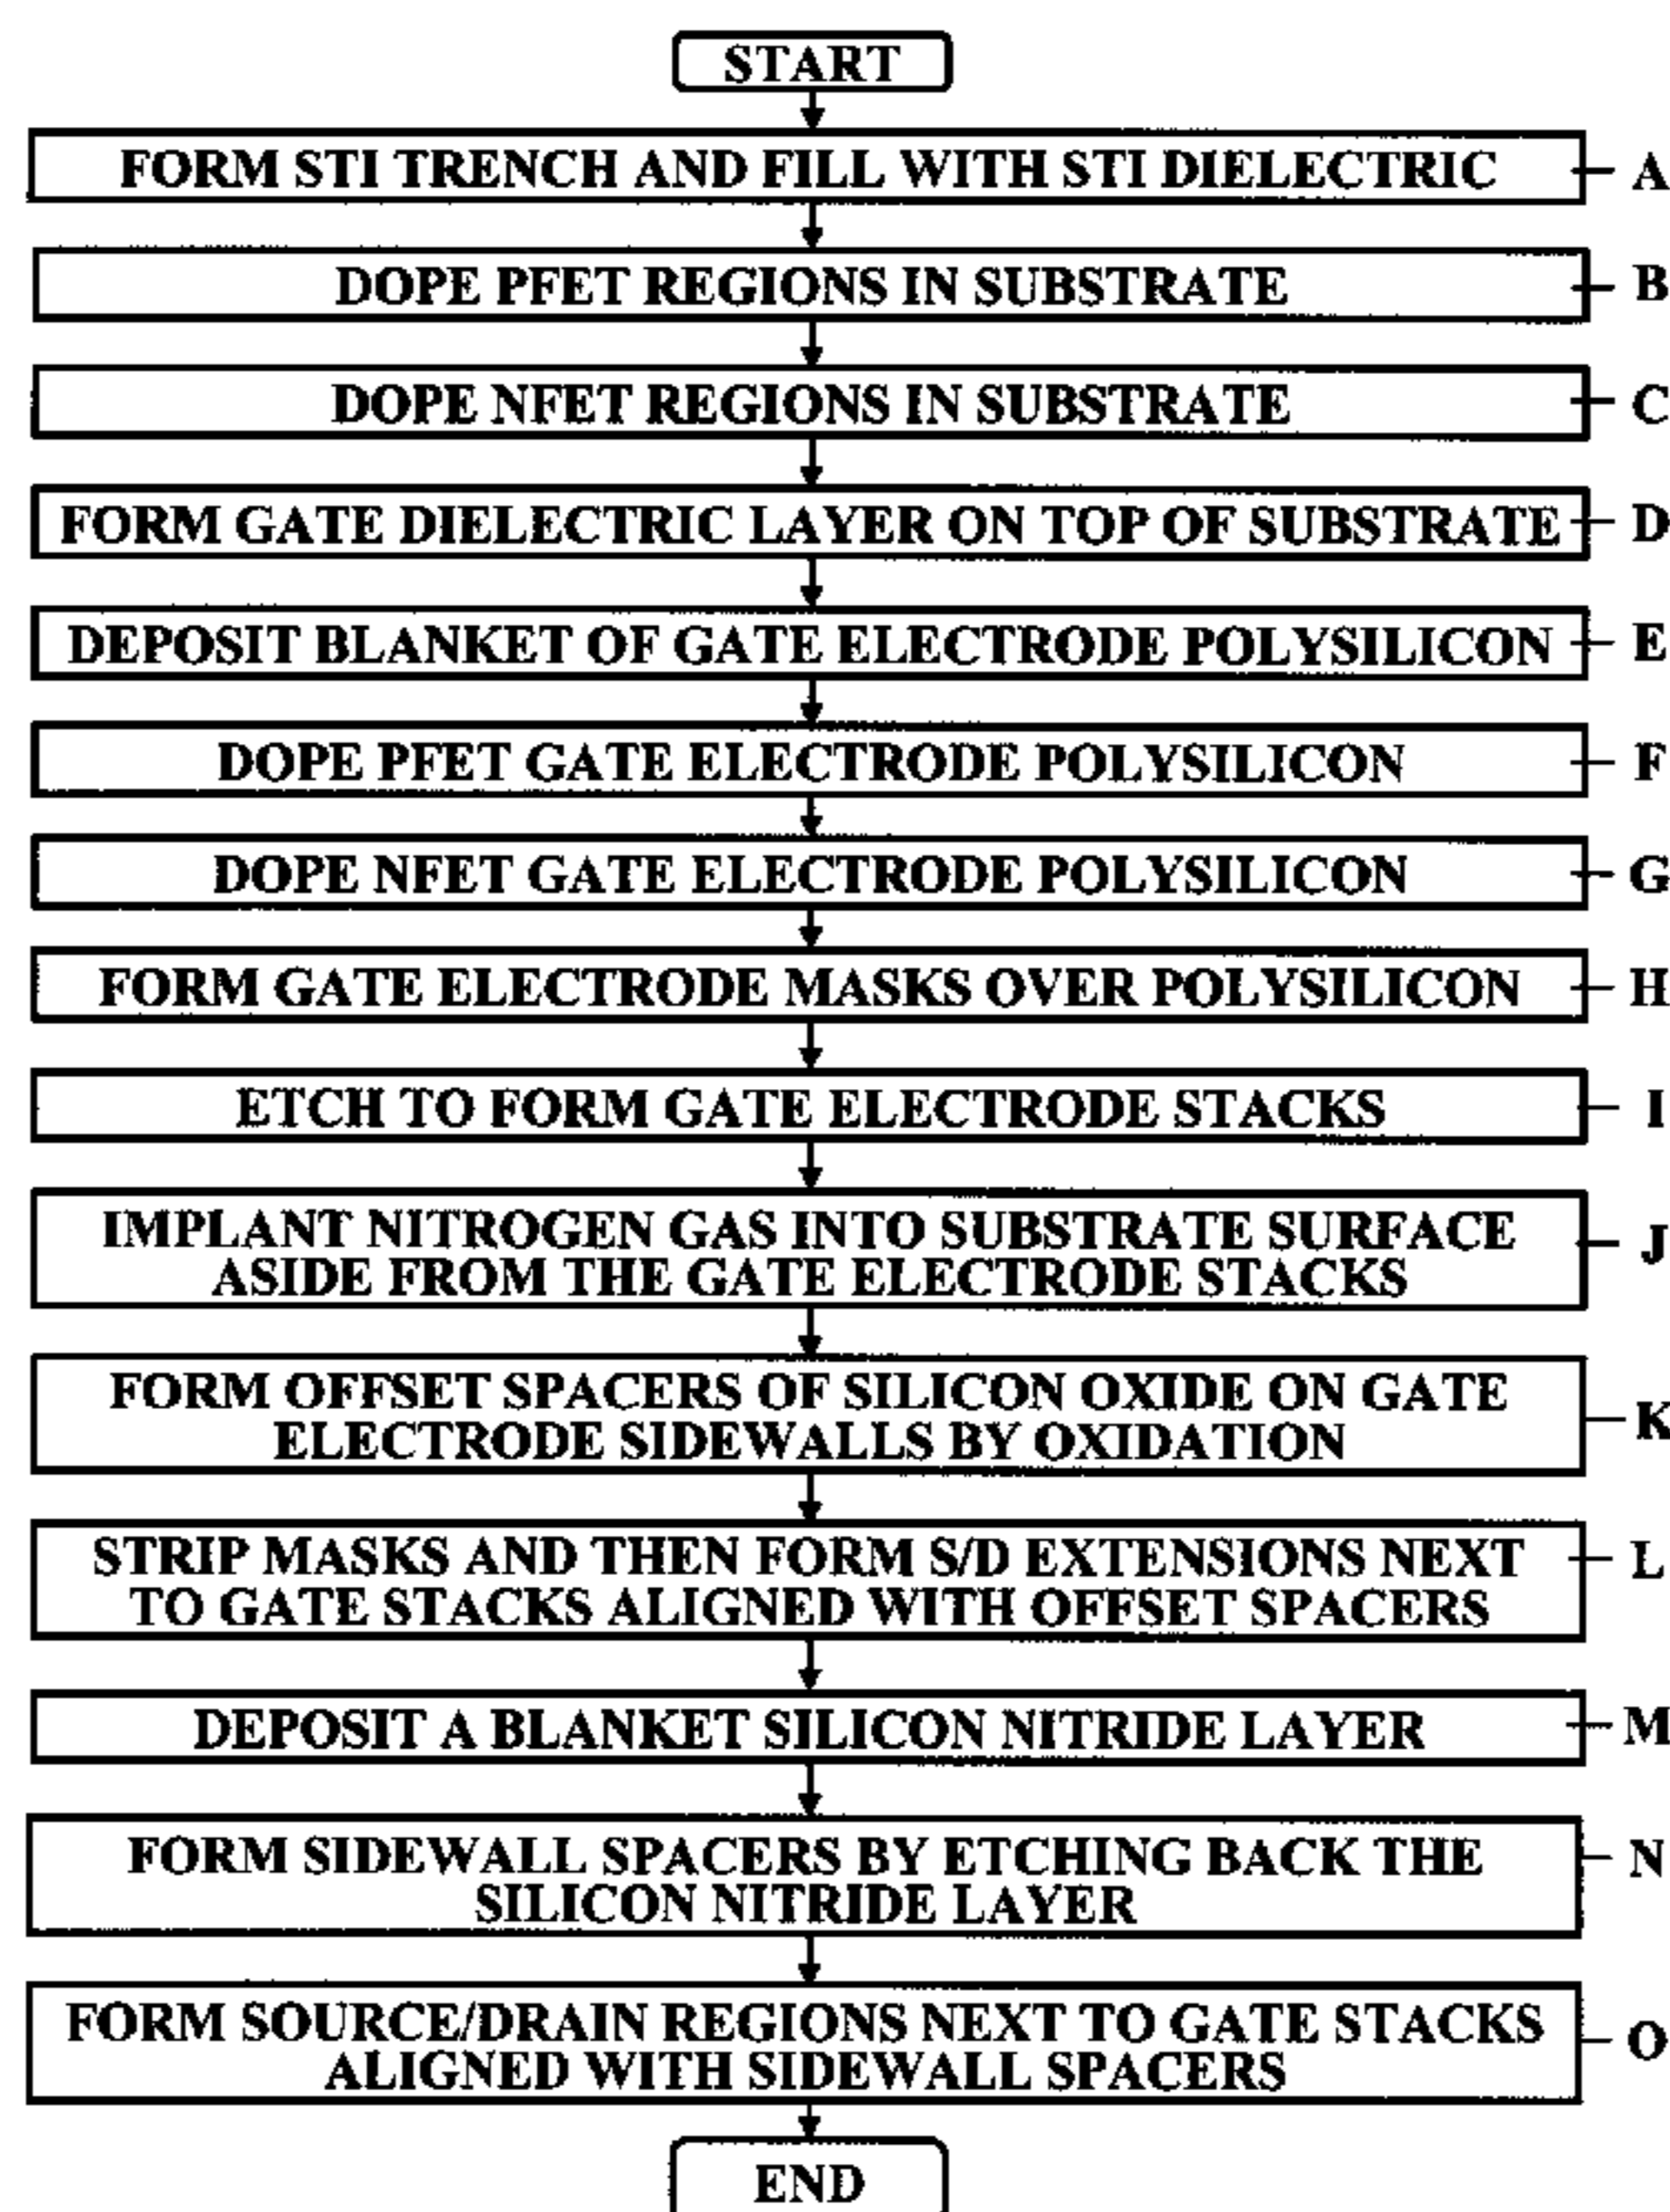 START
FORM STI TRENCH AND FILL WITH STI DIELECTRIC
A
DOPE PFET REGIONS IN SUBSTRATE
B
DOPE NFET REGIONS IN SUBSTRATE
C
FORM GATE DIELECTRIC LAYER ON TOP OF SUBSTRATE
D
DEPOSIT BLANKET OF GATE ELECTRODE POLYSILICON
E
DOPE PFET GATE ELECTRODE POLYSILICON
F
DOPE NFET GATE ELECTRODE POLYSILICON
G
FORM GATE ELECTRODE MASKS OVER POLYSILICON
H
ETCH TO FORM GATE ELECTRODE STACKS
I
IMPLANT NITROGEN GAS INTO SUBSTRATE SURFACE
ASIDE FROM THE GATE ELECTRODE STACKS
J
FORM OFFSET SPACERS OF SILICON OXIDE ON GATE
ELECTRODE SIDEWALLS BY OXIDATION
K
STRIP MASKS AND THEN FORM S/D EXTENSIONS NEXT
TO GATE STACKS ALIGNED WITH OFFSET SPACERS
L
DEPOSIT A BLANKET SILICON NITRIDE LAYER
M
FORM SIDEWALL SPACERS BY ETCHING BACK THE
SILICON NITRIDE LAYER
N
FORM SOURCE/DRAIN REGIONS NEXT TO GATE STACKS
ALIGNED WITH SIDEWALL SPACERS
O
END